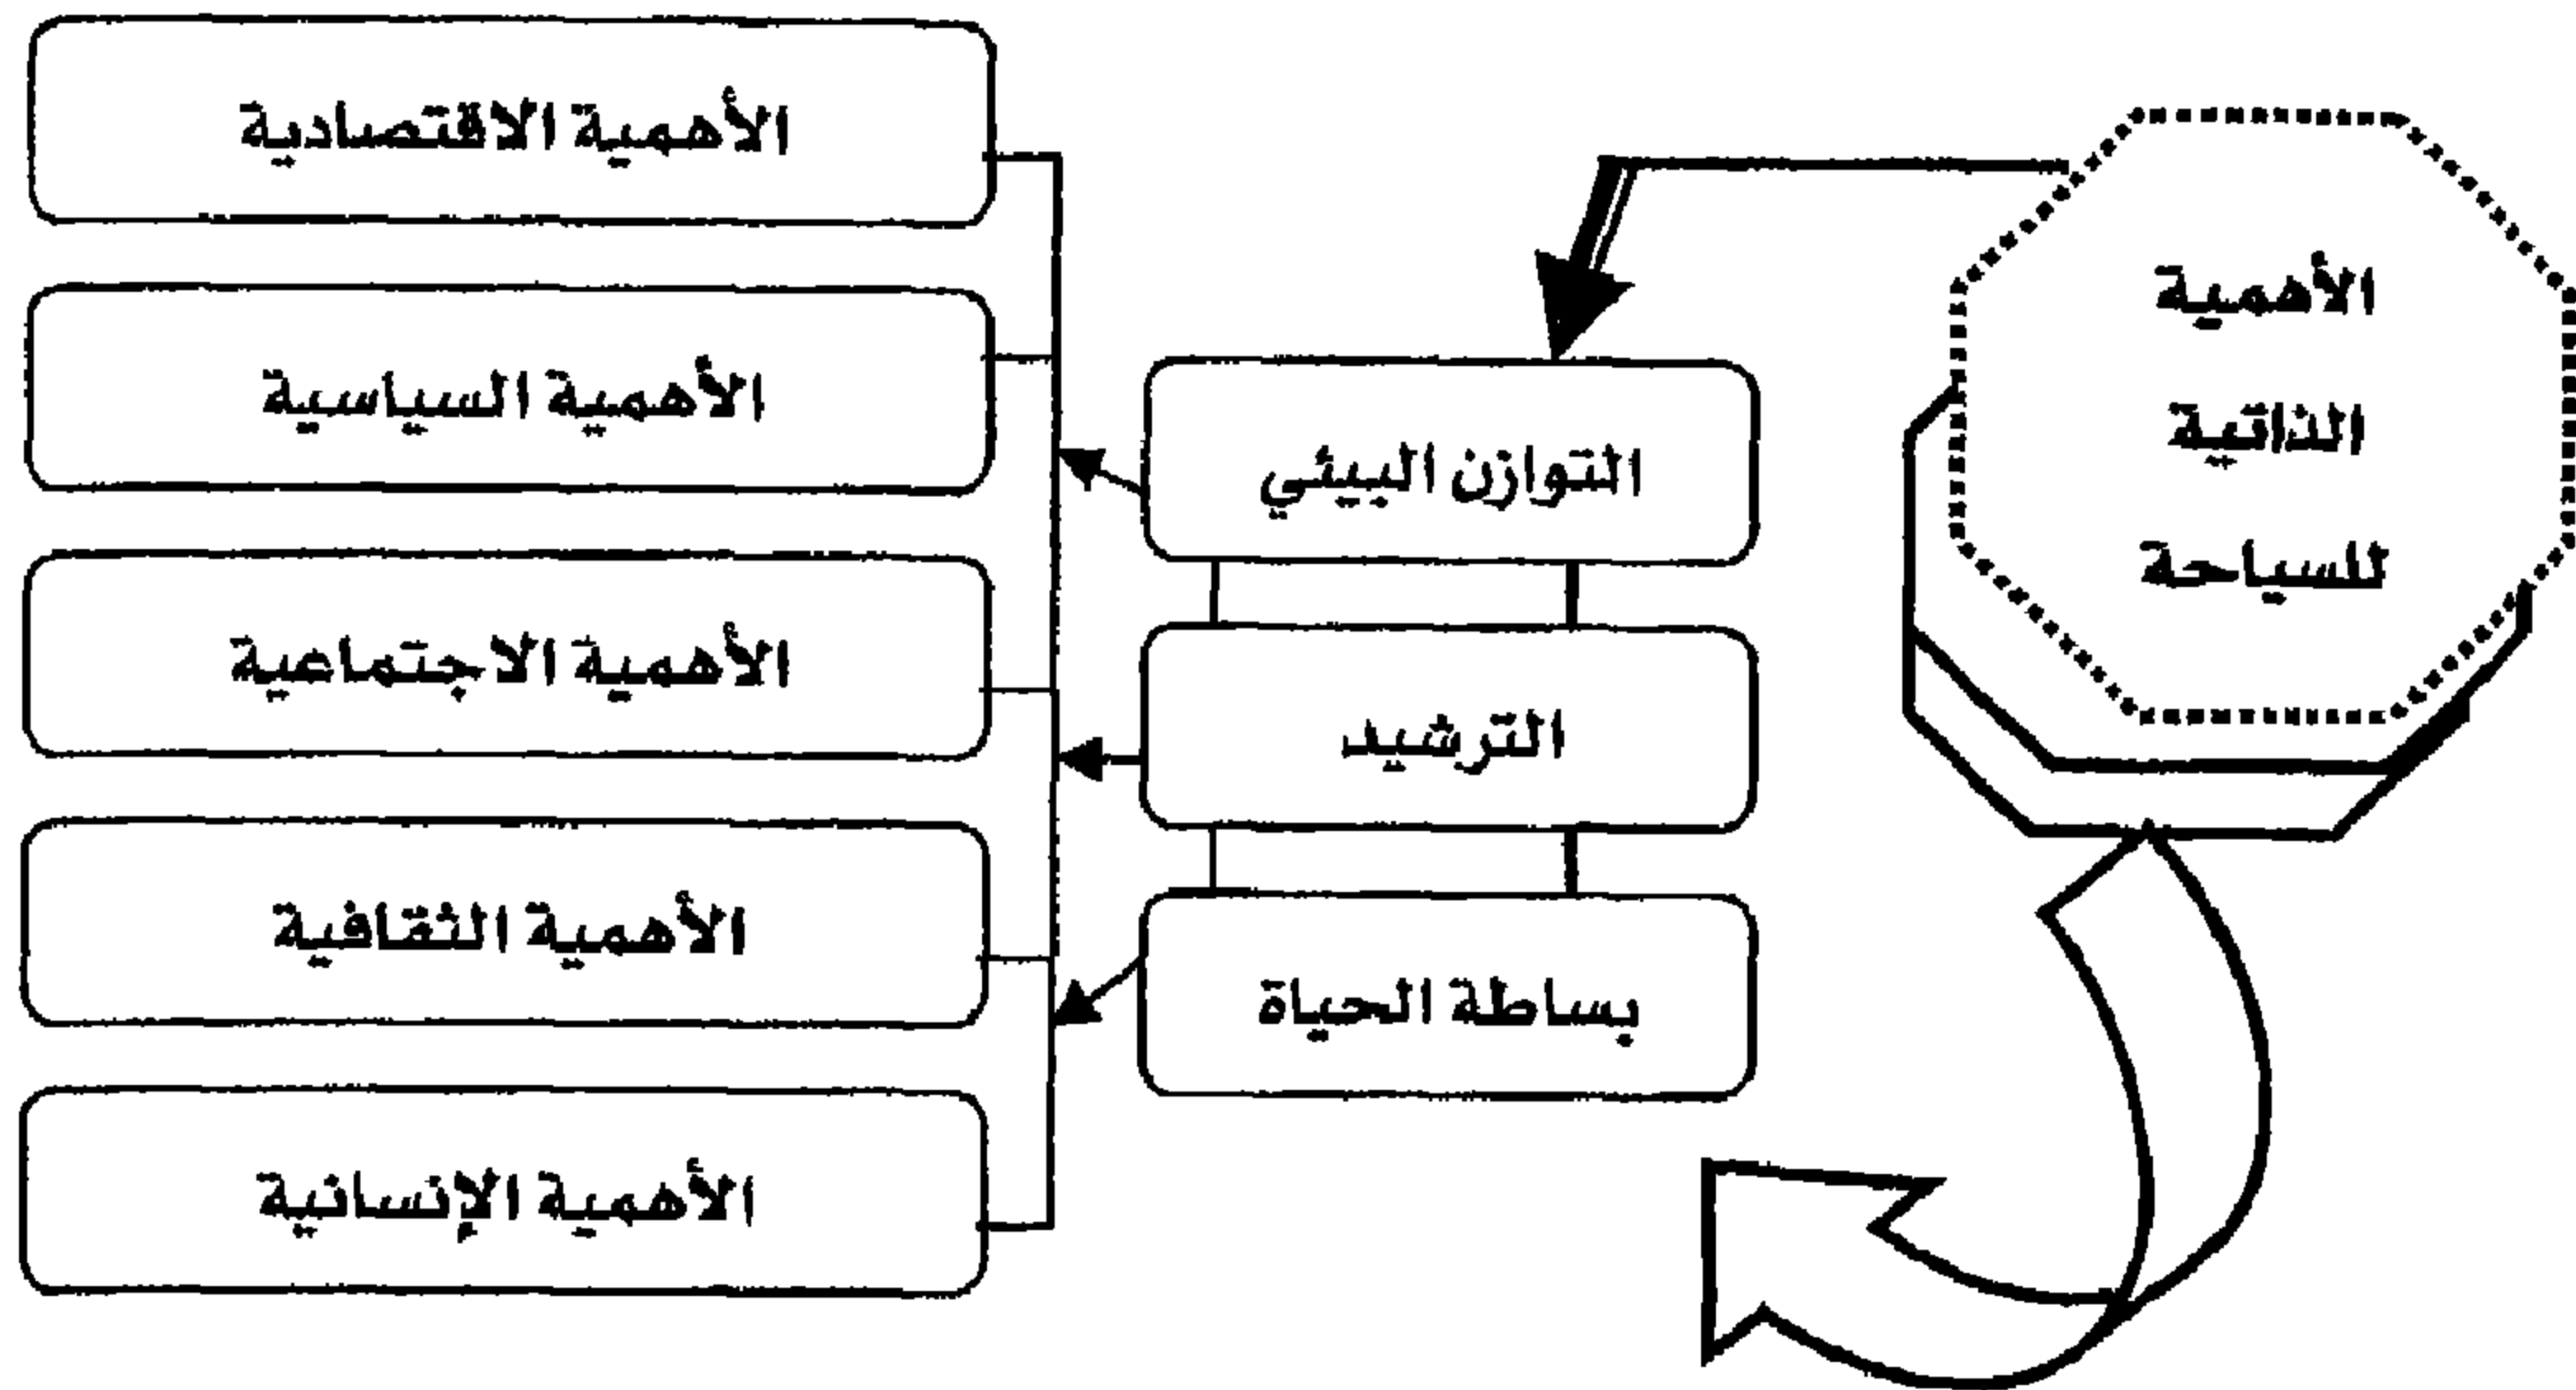 الأهمية
الذاتية
للسياحة
التوازن البيئي
الترشيد
بساطة الحياة
الأهمية الاقتصادية
الأهمية السياسية
الأهمية الاجتماعية
الأهمية الثقافية
الأهمية الإنسانية